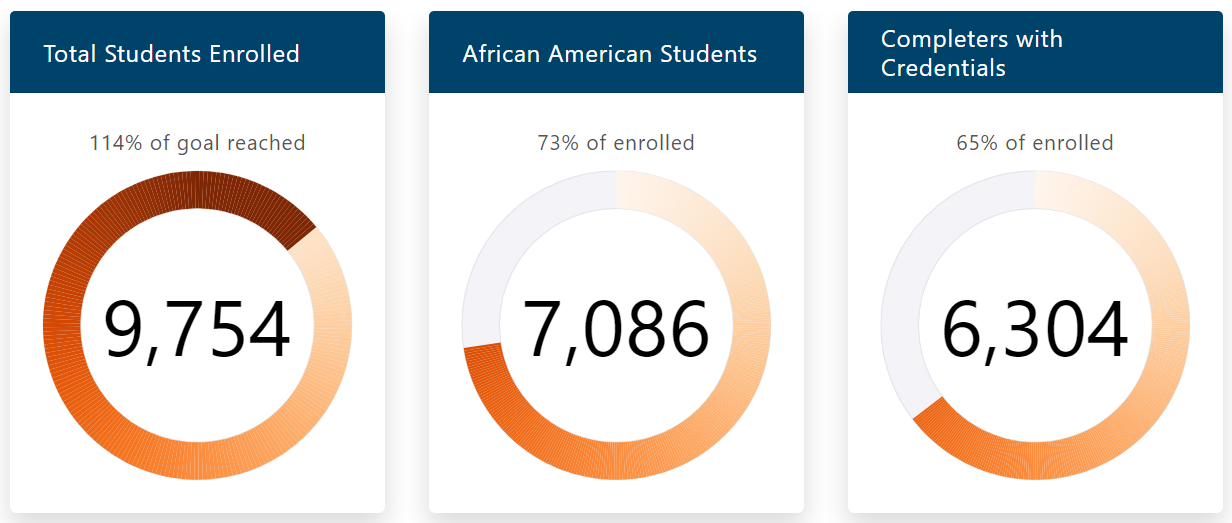 Total Students Enrolled
114% of goal reached
9,754
African American Students
73% of enrolled
7,086
Completers with
Credentials
65% of enrolled
6,304